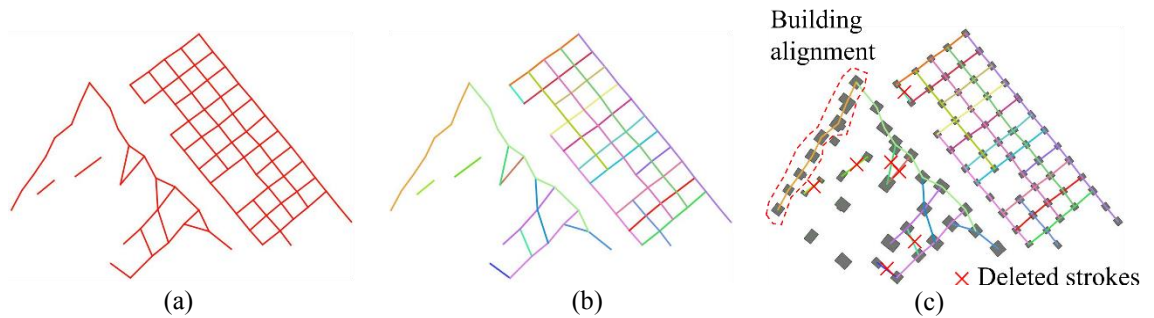 Building
alignment
× Deleted strokes
(a)
(b)
(c)